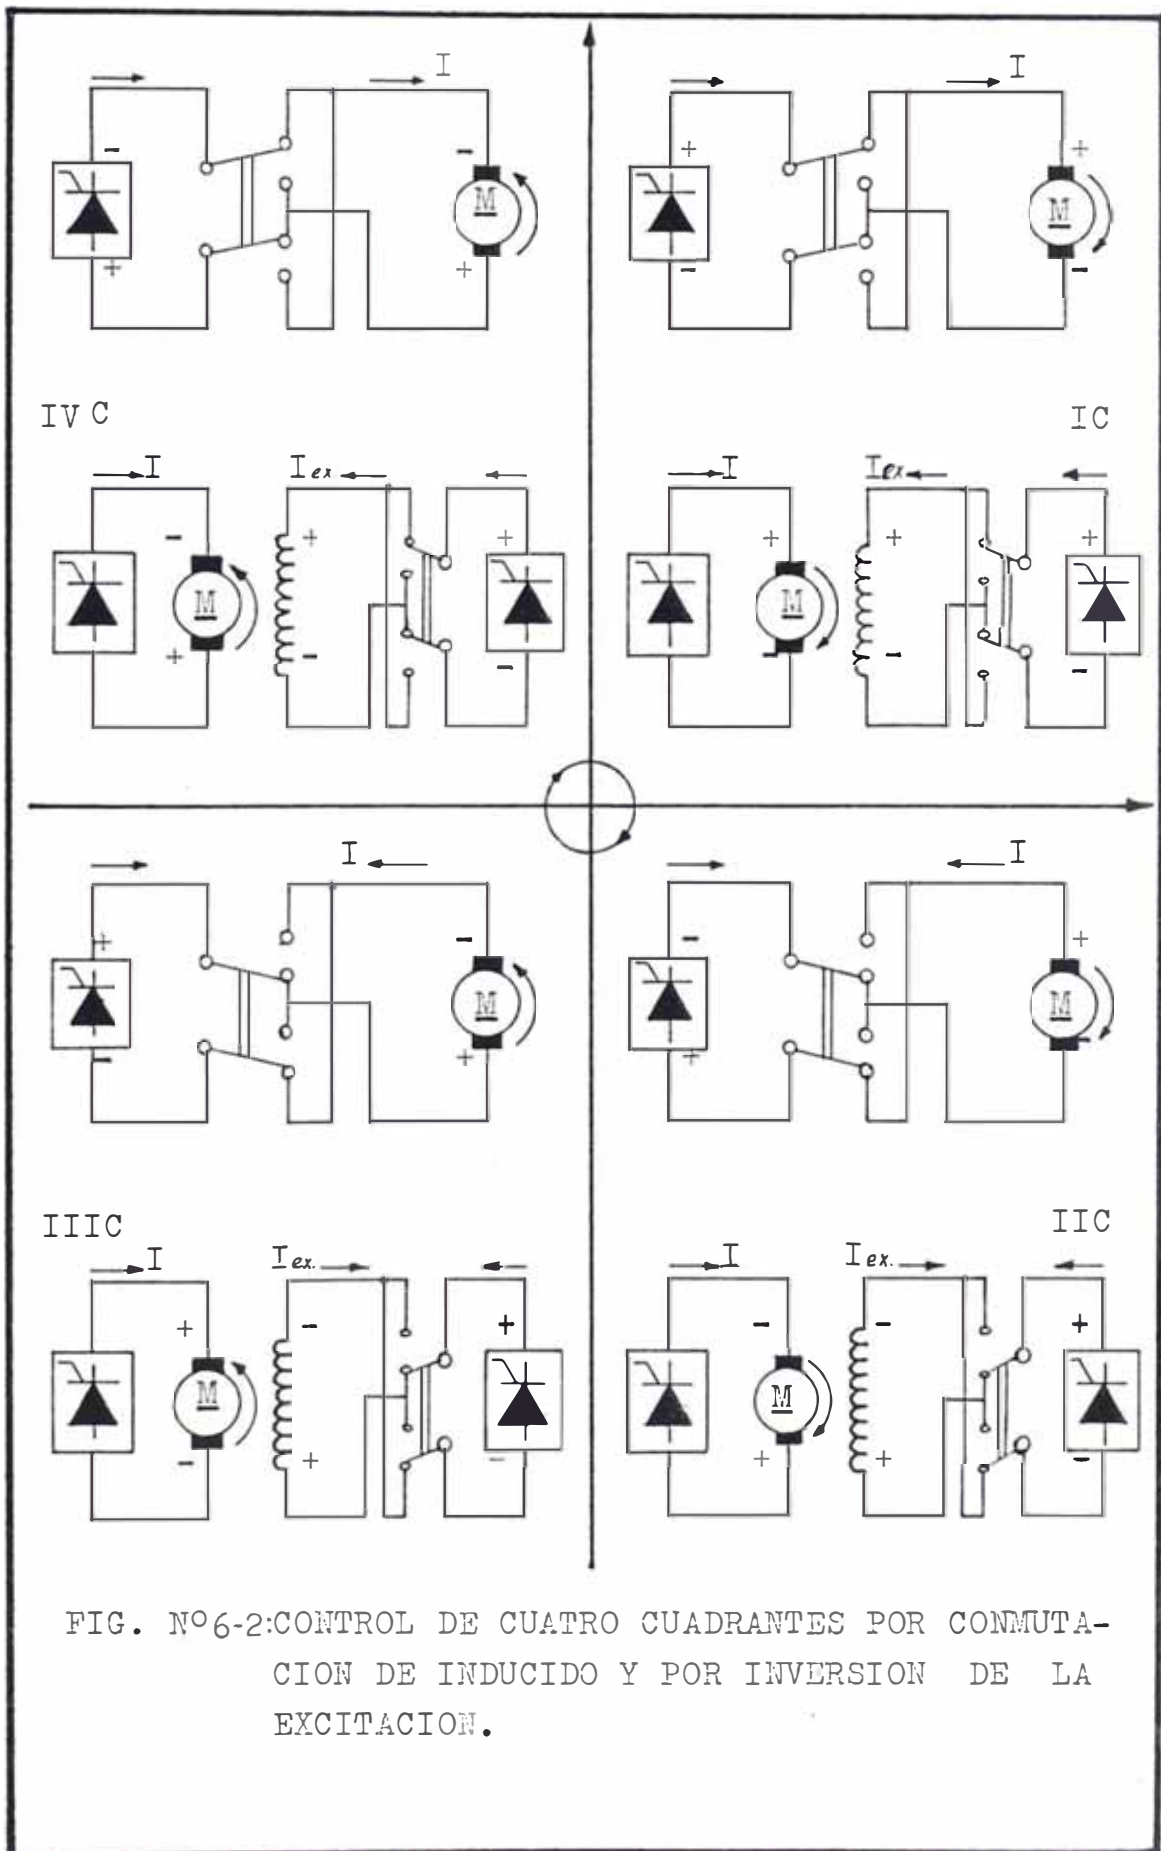 I
I
- - + +
M M
+ + - -
IV C
IC
I
Iex
I
Iex
- + + + + +
M M
+ - - - - -
I
I
+ - - +
M M
- + + -
IIIC
IIC
I
Iex.
I
Iex.
+ - + - - +
M M
- + - + + -
FIG. Nº6-2:CONTROL DE CUATRO CUADRANTES POR CONMUTA-
CION DE INDUCIDO Y POR INVERSION DE LA
EXCITACION.